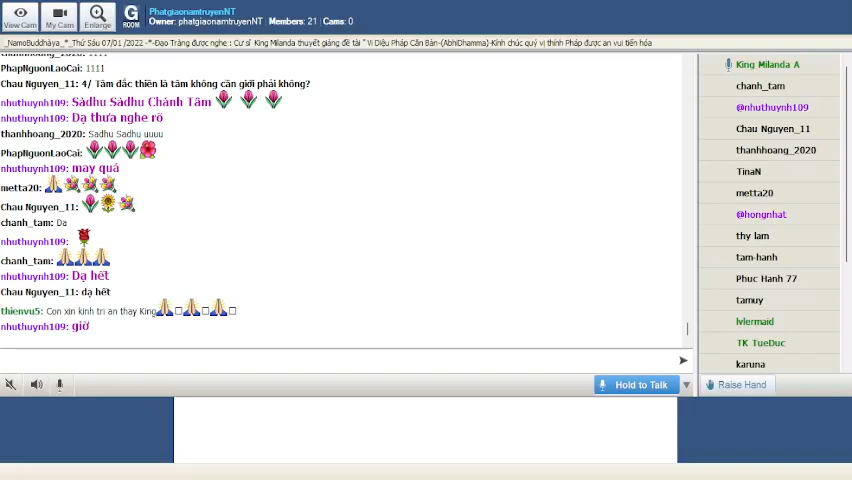 PhatgiaonamtruyenNT
Owner: phatgiaonamtruyenNT
Members: 21 | Cams: 0
View Cam
My Cam
Enlarge
G
ROOM
_NamoBuddhàya_*_Thứ Sáu 07/01 /2022 -*-Đạo Tràng được nghe : Cư sĩ King Milanda thuyết giảng đề tài " Vi Diệu Pháp Căn Bản-(AbhiDhamma)-Kính chúc quý vị thính Pháp được an vui tiến hóa
thanhhoang_2020: 1111
PhapNguonLaoCai: 1111
Chau Nguyen_11: 4/ Tâm đắc thiền là tâm không cần giới phải không?
nhuthuynh109: Sàdhu Sàdhu Chánh Tâm
nhuthuynh109: Dạ thưa nghe rõ
thanhhoang_2020: Sadhu Sadhu uuuu
PhapNguonLaoCai:
nhuthuynh109: may quá
metta20:
Chau Nguyen_11:
chanh_tam: Da
nhuthuynh109:
chanh_tam:
nhuthuynh109: Dạ hết
Chau Nguyen_11: dạ hết
thienvu5: Con xin kinh tri an thay King
nhuthuynh109: giờ
Hold to Talk
King Milanda A
chanh_tam
@nhuthuynh109
Chau Nguyen_11
thanhhoang_2020
TinaN
metta20
@hongnhat
thy lam
tam-hanh
Phuc Hanh 77
tamuy
lvlermaid
TK TueDuc
karuna
Raise Hand